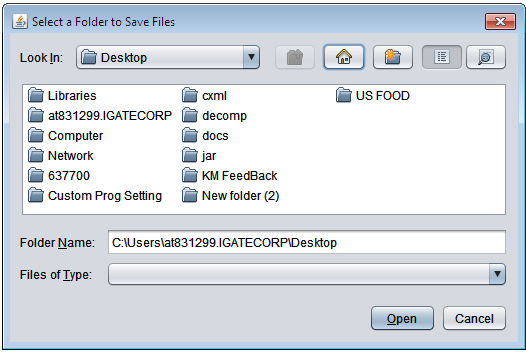 Select a Folder to Save Files
Look In: Desktop
Libraries
at831299.IGATECORP
Computer
Network
637700
Custom Prog Setting
cxml
decomp
docs
jar
KM FeedBack
New folder (2)
US FOOD
Folder Name: C:\Users\at831299.IGATECORP\Desktop
Files of Type:
Open Cancel